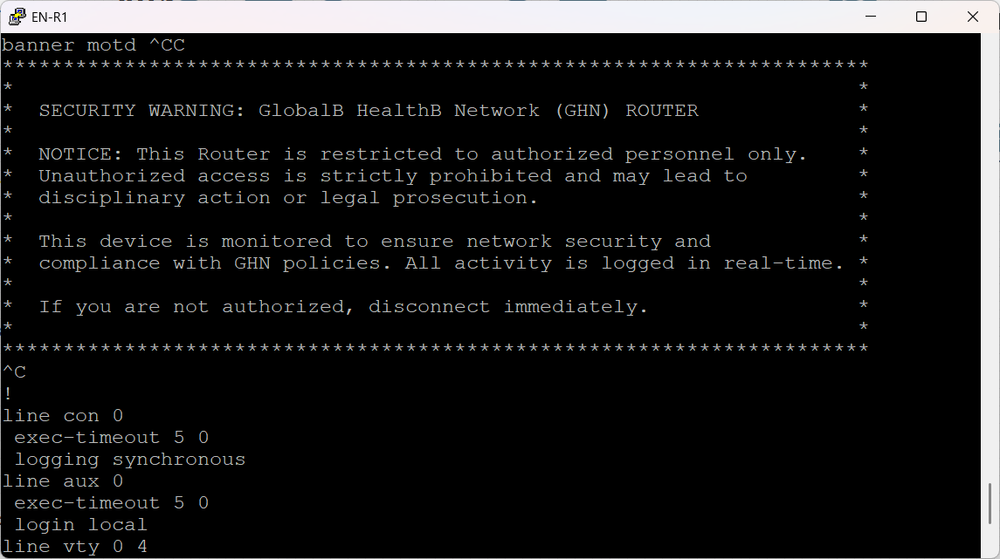 EN-R1
banner motd ^CC
***********************************************************************
*                                                                     *
*  SECURITY WARNING: GlobalB HealthB Network (GHN) ROUTER             *
*                                                                     *
*  NOTICE: This Router is restricted to authorized personnel only.    *
*  Unauthorized access is strictly prohibited and may lead to         *
*  disciplinary action or legal prosecution.                          *
*                                                                     *
*  This device is monitored to ensure network security and            *
*  compliance with GHN policies. All activity is logged in real-time. *
*                                                                     *
*  If you are not authorized, disconnect immediately.                 *
*                                                                     *
***********************************************************************
^C
!
line con 0
 exec-timeout 5 0
 logging synchronous
line aux 0
 exec-timeout 5 0
 login local
line vty 0 4